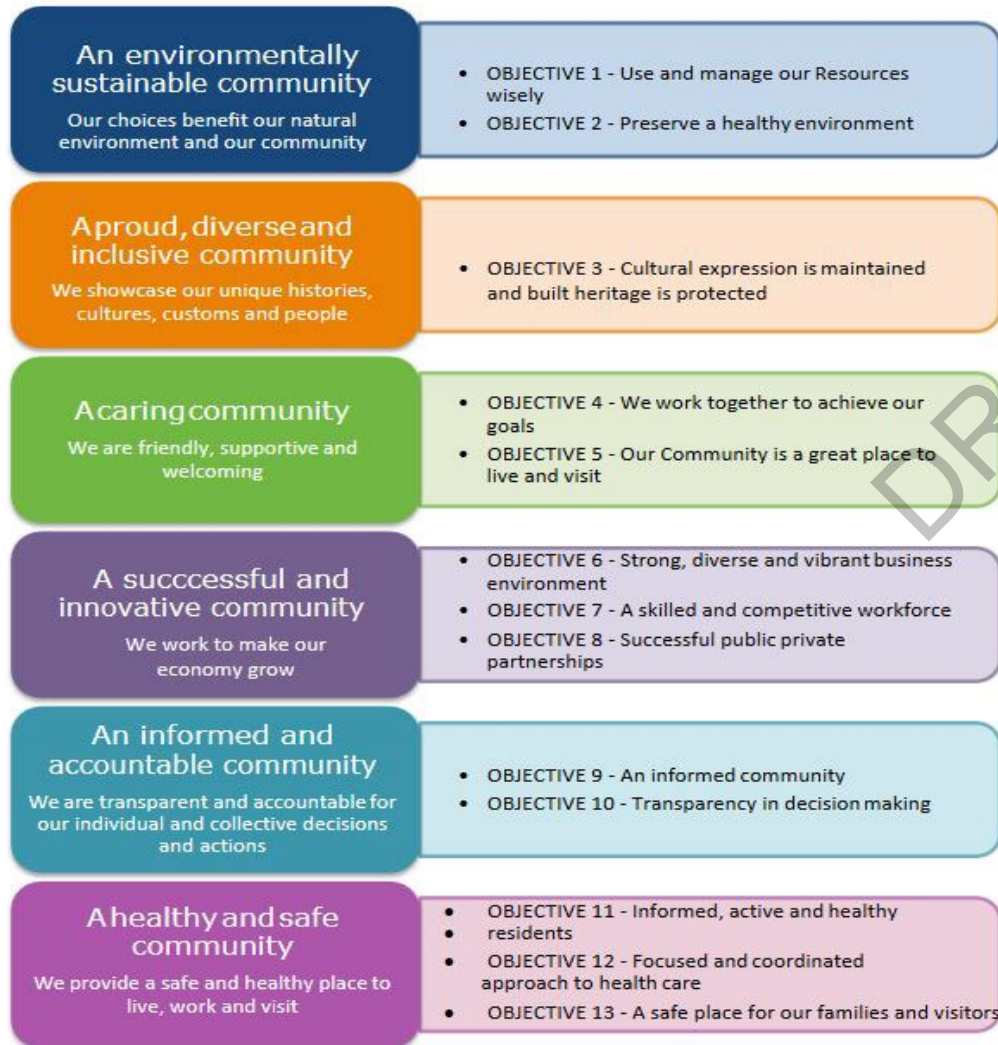 An environmentally
sustainable community
Our choices benefit our natural
environment and our community
• OBJECTIVE 1 - Use and manage our Resources
wisely
• OBJECTIVE 2 - Preserve a healthy environment
A proud, diverse and
inclusive community
We showcase our unique histories,
cultures, customs and people
• OBJECTIVE 3 - Cultural expression is maintained
and built heritage is protected
A caring community
We are friendly, supportive and
welcoming
• OBJECTIVE 4 - We work together to achieve our
goals
• OBJECTIVE 5 - Our Community is a great place to
live and visit
DR
A succcessful and
innovative community
We work to make our
economy grow
• OBJECTIVE 6 - Strong, diverse and vibrant business
environment
• OBJECTIVE 7 - A skilled and competitive workforce
• OBJECTIVE 8 - Successful public private
partnerships
An informed and
accountable community
We are transparent and accountable for
our individual and collective decisions
and actions
• OBJECTIVE 9 - An informed community
• OBJECTIVE 10 - Transparency in decision making
A healthy and safe
community
We provide a safe and healthy place to
live, work and visit
• OBJECTIVE 11 - Informed, active and healthy
• residents
• OBJECTIVE 12 - Focused and coordinated
approach to health care
• OBJECTIVE 13 - A safe place for our families and visitors